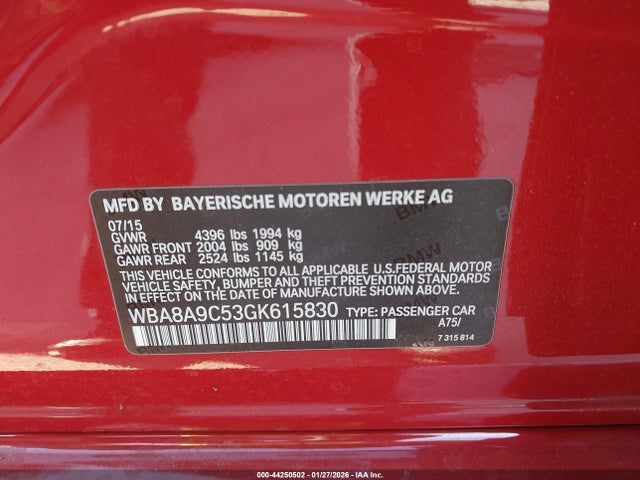 MFD BY BAYERISCHE MOTOREN WERKE AG
07/15
GVWR 4396 lbs 1994 kg
GAWR FRONT 2004 lbs 909 kg
GAWR REAR 2524 lbs 1145 kg
THIS VEHICLE CONFORMS TO ALL APPLICABLE U.S.FEDERAL MOTOR
VEHICLE SAFETY, BUMPER AND THEFT PREVENTION STANDARDS
IN EFFECT ON THE DATE OF MANUFACTURE SHOWN ABOVE.
WBA8A9C53GK615830 TYPE: PASSENGER CAR
A75/
7 315 814
000-44250502 - 01/27/2026 - IAA Inc.